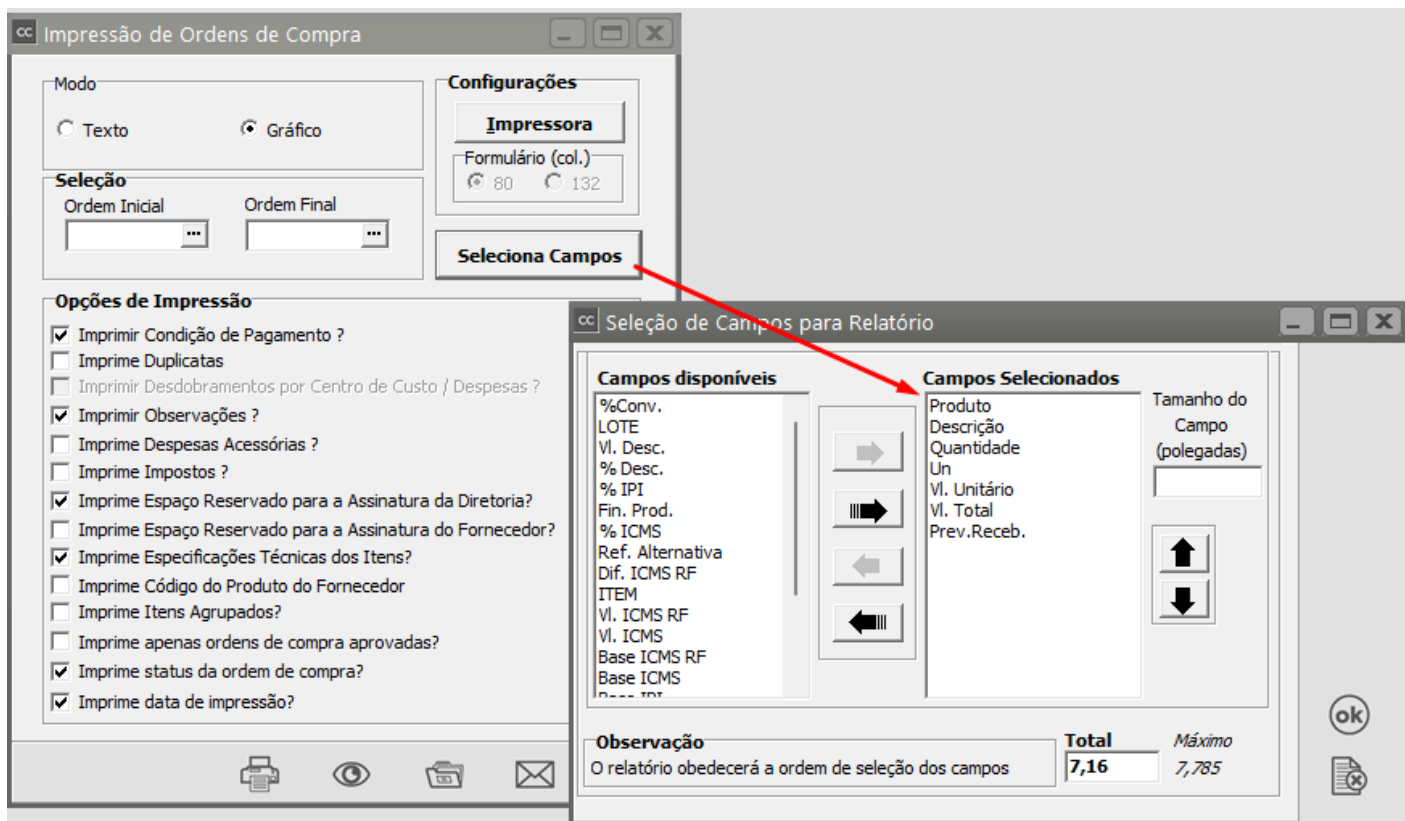 cc Impressão de Ordens de Compra
Modo
Texto
Gráfico
Configurações
Impressora
Formulário (col.)
80
132
Seleção
Ordem Inicial
Ordem Final
...
...
Seleciona Campos
Opções de Impressão
Imprimir Condição de Pagamento ?
Imprime Duplicatas
Imprimir Desdobramentos por Centro de Custo / Despesas ?
Imprimir Observações ?
Imprime Despesas Acessórias ?
Imprime Impostos ?
Imprime Espaço Reservado para a Assinatura da Diretoria?
Imprime Espaço Reservado para a Assinatura do Fornecedor?
Imprime Especificações Técnicas dos Itens?
Imprime Código do Produto do Fornecedor
Imprime Itens Agrupados?
Imprime apenas ordens de compra aprovadas?
Imprime status da ordem de compra?
Imprime data de impressão?
cc Seleção de Campos para Relatório
Campos disponíveis
%Conv.
LOTE
Vl. Desc.
% Desc.
% IPI
Fin. Prod.
% ICMS
Ref. Alternativa
Dif. ICMS RF
ITEM
Vl. ICMS RF
Vl. ICMS
Base ICMS RF
Base ICMS
Base IPI
Campos Selecionados
Produto
Descrição
Quantidade
Un
Vl. Unitário
Vl. Total
Prev.Receb.
Tamanho do
Campo
(polegadas)
Observação
O relatório obedecerá a ordem de seleção dos campos
Total
7,16
Máximo
7,785
ok